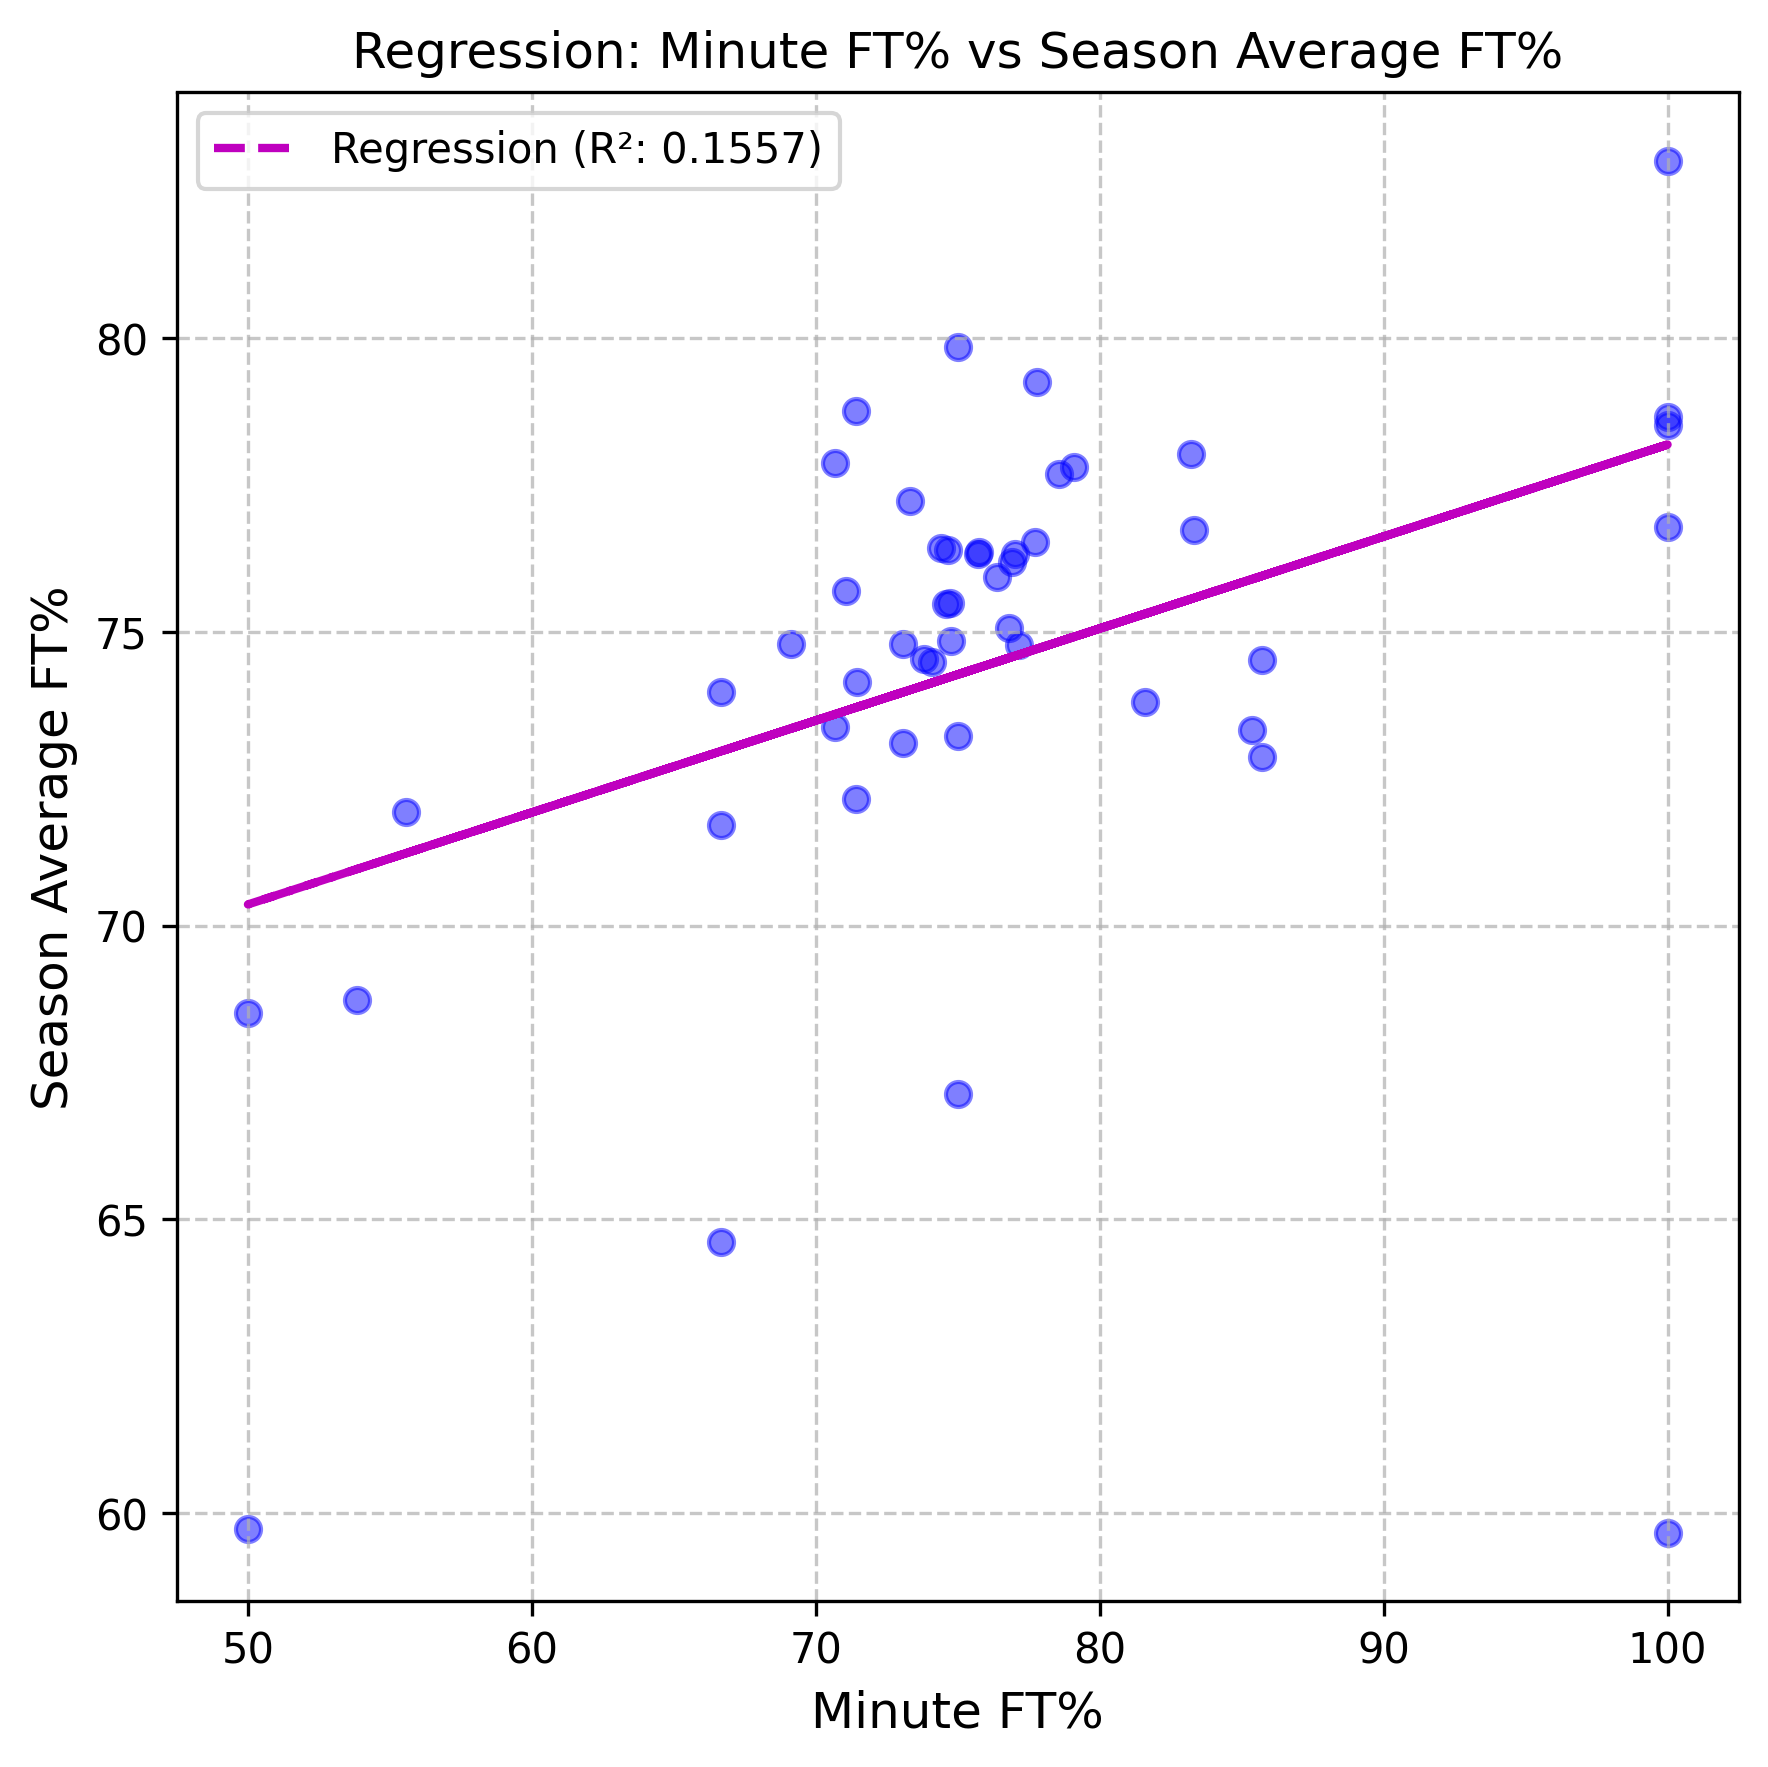 Regression: Minute FT% vs Season Average FT%
Regression (R²: 0.1557)
80
75
70
65
60
Season Average FT%
50 60 70 80 90 100
Minute FT%